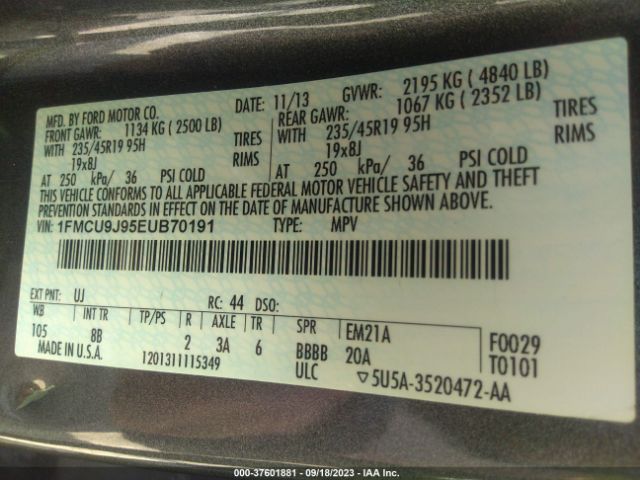 MFD. BY FORD MOTOR CO. DATE: 11/13 GVWR: 2195 KG ( 4840 LB)
FRONT GAWR: 1134 KG ( 2500 LB) REAR GAWR: 1067 KG ( 2352 LB)
WITH 235/45R19 95H TIRES WITH 235/45R19 95H TIRES
19x8J RIMS 19x8J RIMS
AT 250 kPa/ 36 PSI COLD AT 250 kPa/ 36 PSI COLD
THIS VEHICLE CONFORMS TO ALL APPLICABLE FEDERAL MOTOR VEHICLE SAFETY AND THEFT
PREVENTION STANDARDS IN EFFECT ON THE DATE OF MANUFACTURE SHOWN ABOVE.
VIN: 1FMCU9J95EUB70191 TYPE: MPV
EXT PNT: UJ RC: 44 DSO:
WB INT TR TP/PS R AXLE TR SPR EM21A F0029
105 8B 2 3A 6 BBBB 20A T0101
MADE IN U.S.A. 1201311115349 ULC ▽5U5A-3520472-AA
000-37601881 - 09/18/2023 - IAA Inc.